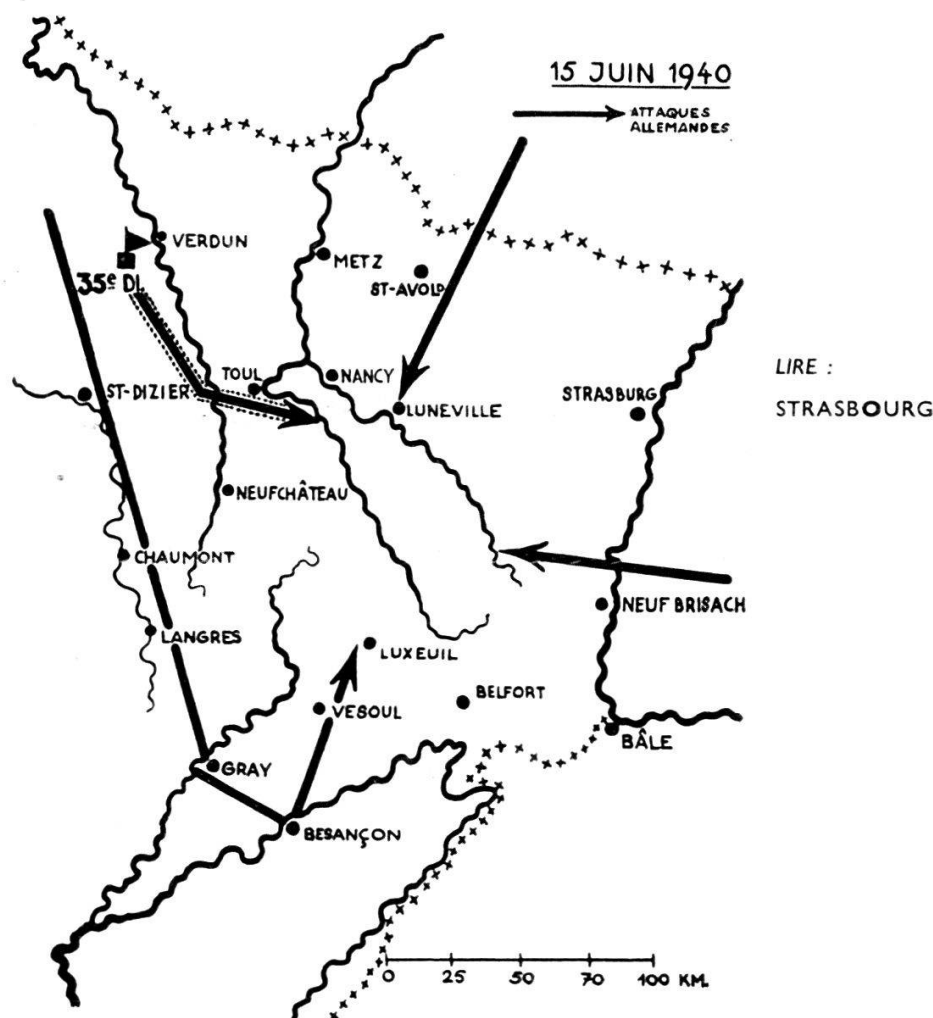 15 JUIN 1940
ATTAQUES
ALLEMANDES
VERDUN
METZ
35e DI.
ST-AVOLD
TOUL
NANCY
ST-DIZIER
LUNEVILLE
STRASBURG
LIRE :
STRASBOURG
NEUFCHÂTEAU
CHAUMONT
NEUF BRISACH
LANGRES
LUXEUIL
BELFORT
VESOUL
BÂLE
GRAY
BESANÇON
0 25 50 70 100 KM.